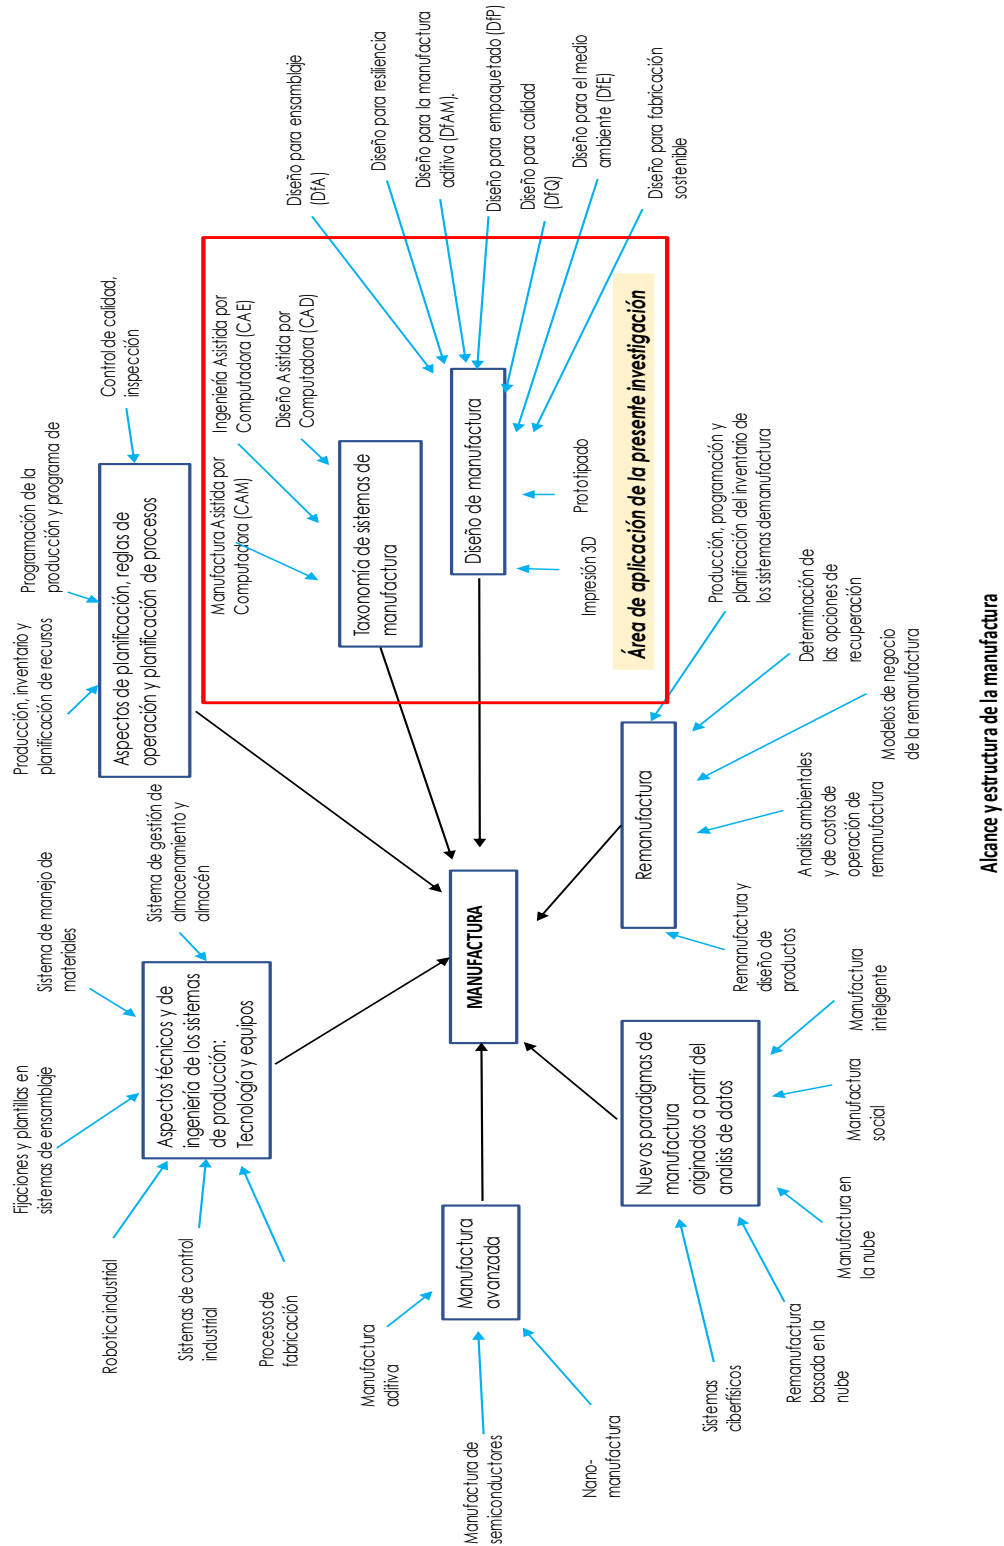 Fijaciones y plantillas en
sistemas de ensamblaje
Sistema de manejo de
materiales
Robotica industrial
Sistemas de control
industrial
Procesos de
fabricación
Aspectos técnicos y de
ingeniería de los sistemas
de producción:
Tecnología y equipos
Sistema de gestión de
almacenamiento y
almacén
Producción, inventario y
planificación de recursos
Programación de la
producción y programa de
Control de calidad,
inspección
Aspectos de planificación, reglas de
operación y planificación de procesos
Manufactura Asistida por
Computadora (CAM)
Ingeniería Asistida por
Computadora (CAE)
Diseño Asistida por
Computadora (CAD)
Taxonomía de sistemas de
manufactura
Diseño para ensamblaje
(DfA)
Diseño para resiliencia
Diseño para la manufactura
aditiva (DfAM).
Diseño para empaquetado (DfP)
Diseño para calidad
(DfQ)
Diseño para el medio
ambiente (DfE)
Diseño para fabricación
sostenible
Diseño de manufactura
Impresión 3D
Prototipado
Área de aplicación de la presente investigación
MANUFACTURA
Manufactura
avanzada
Manufactura
aditiva
Manufactura de
semiconductores
Nano-
manufactura
Nuevos paradigmas de
manufactura
originados a partir del
analisis de datos
Sistemas
ciberfísicos
Remanufactura
basada en la
nube
Manufactura en
la nube
Manufactura
social
Manufactura
inteligente
Remanufactura
Remanufactura y
diseño de
productos
Analisis ambientales
y de costos de
operación de
remanufactura
Modelos de negocio
de la remanufactura
Determinación de
las opciones de
recuperación
Producción, programación y
planificación del inventario de
los sistemas demanufactura
Alcance y estructura de la manufactura